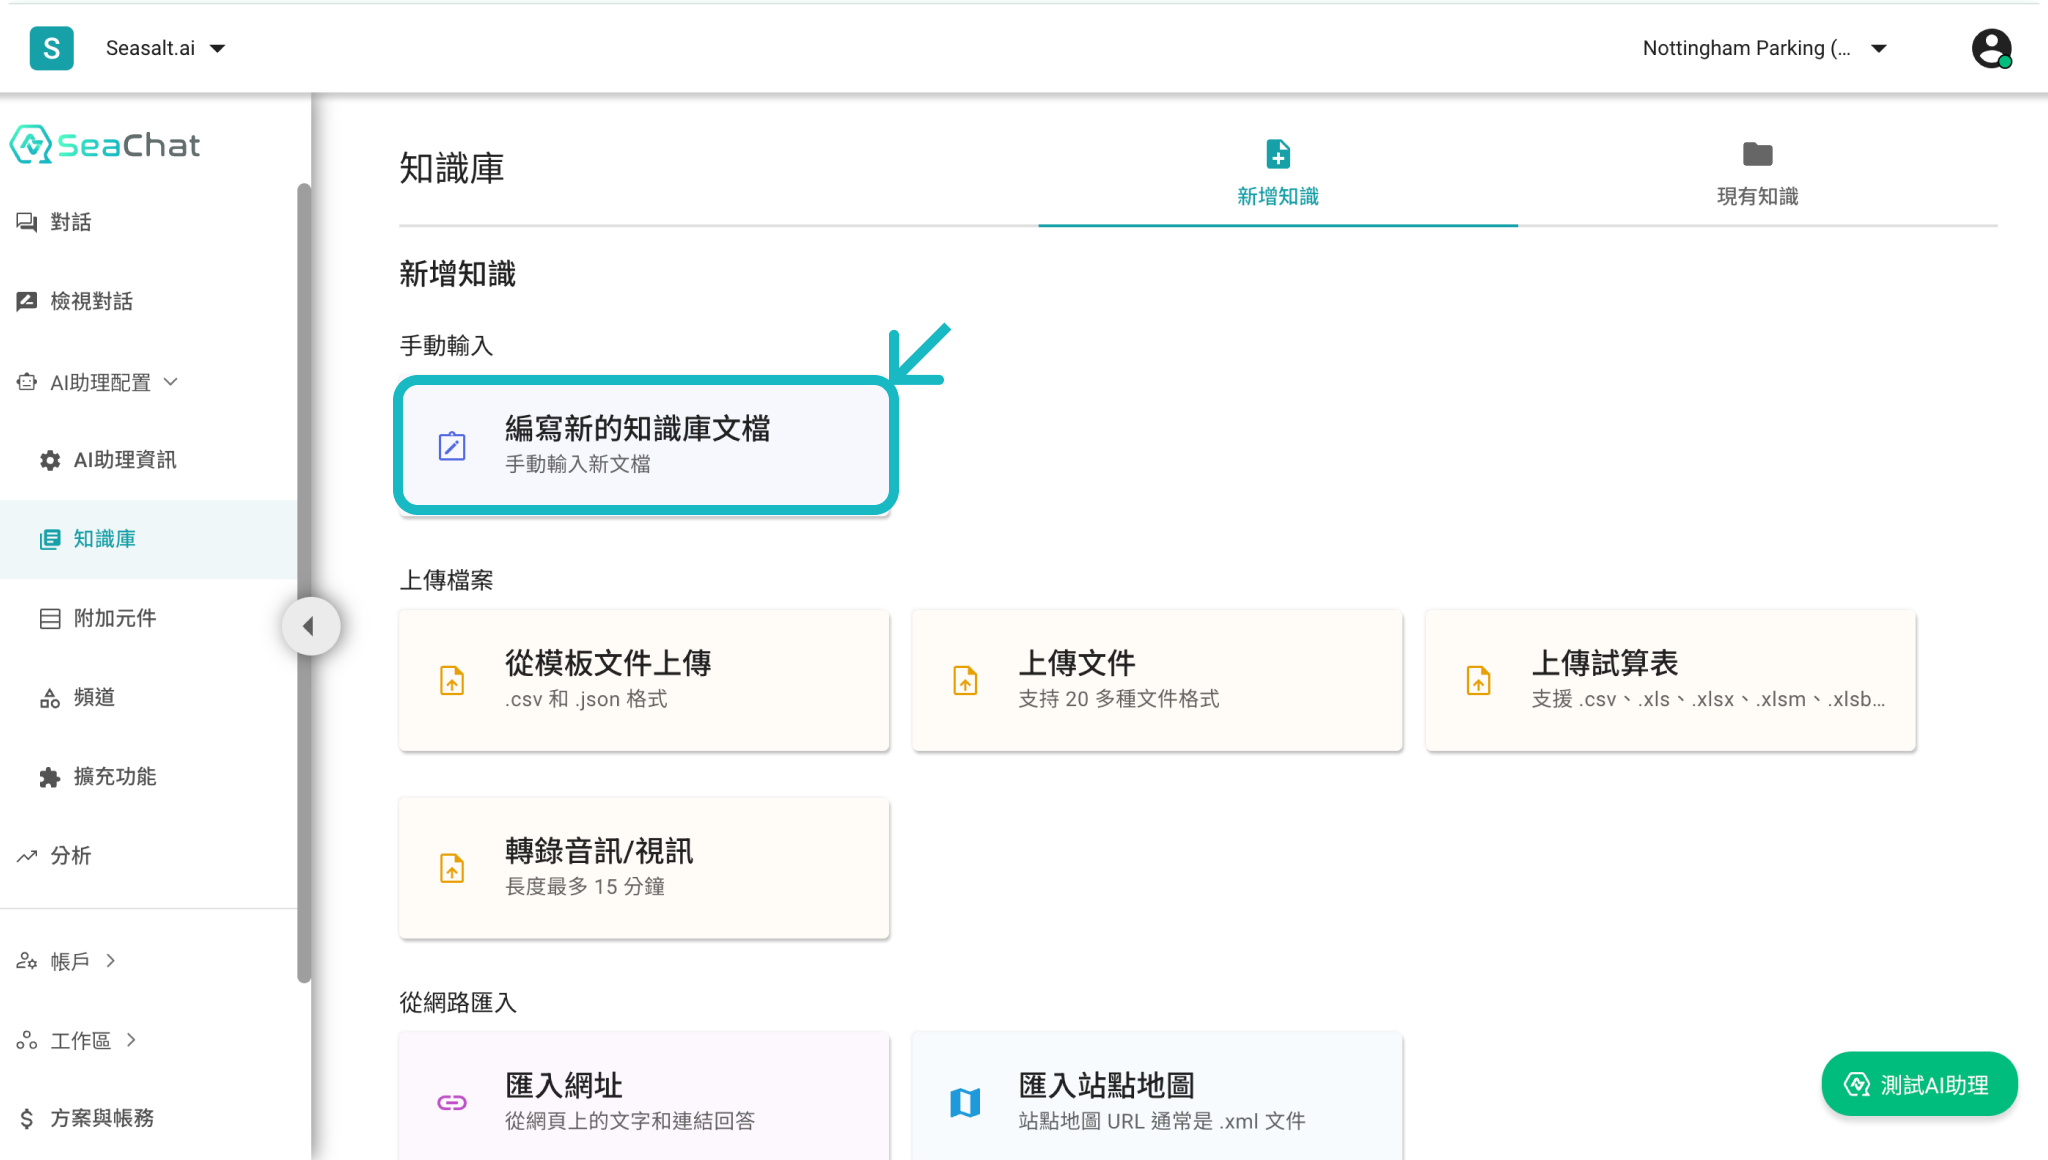 S
Seasalt.ai
Nottingham Parking (...
SeaChat
對話
檢視對話
AI助理配置
AI助理資訊
知識庫
附加元件
頻道
擴充功能
分析
帳戶
工作區
方案與帳務
知識庫
新增知識
現有知識
新增知識
手動輸入
編寫新的知識庫文檔
手動輸入新文檔
上傳檔案
從模板文件上傳
.csv 和 .json 格式
上傳文件
支持 20 多種文件格式
上傳試算表
支援 .csv、.xls、.xlsx、.xlsm、.xlsb...
轉錄音訊/視訊
長度最多 15 分鐘
從網路匯入
匯入網址
從網頁上的文字和連結回答
匯入站點地圖
站點地圖 URL 通常是 .xml 文件
測試AI助理